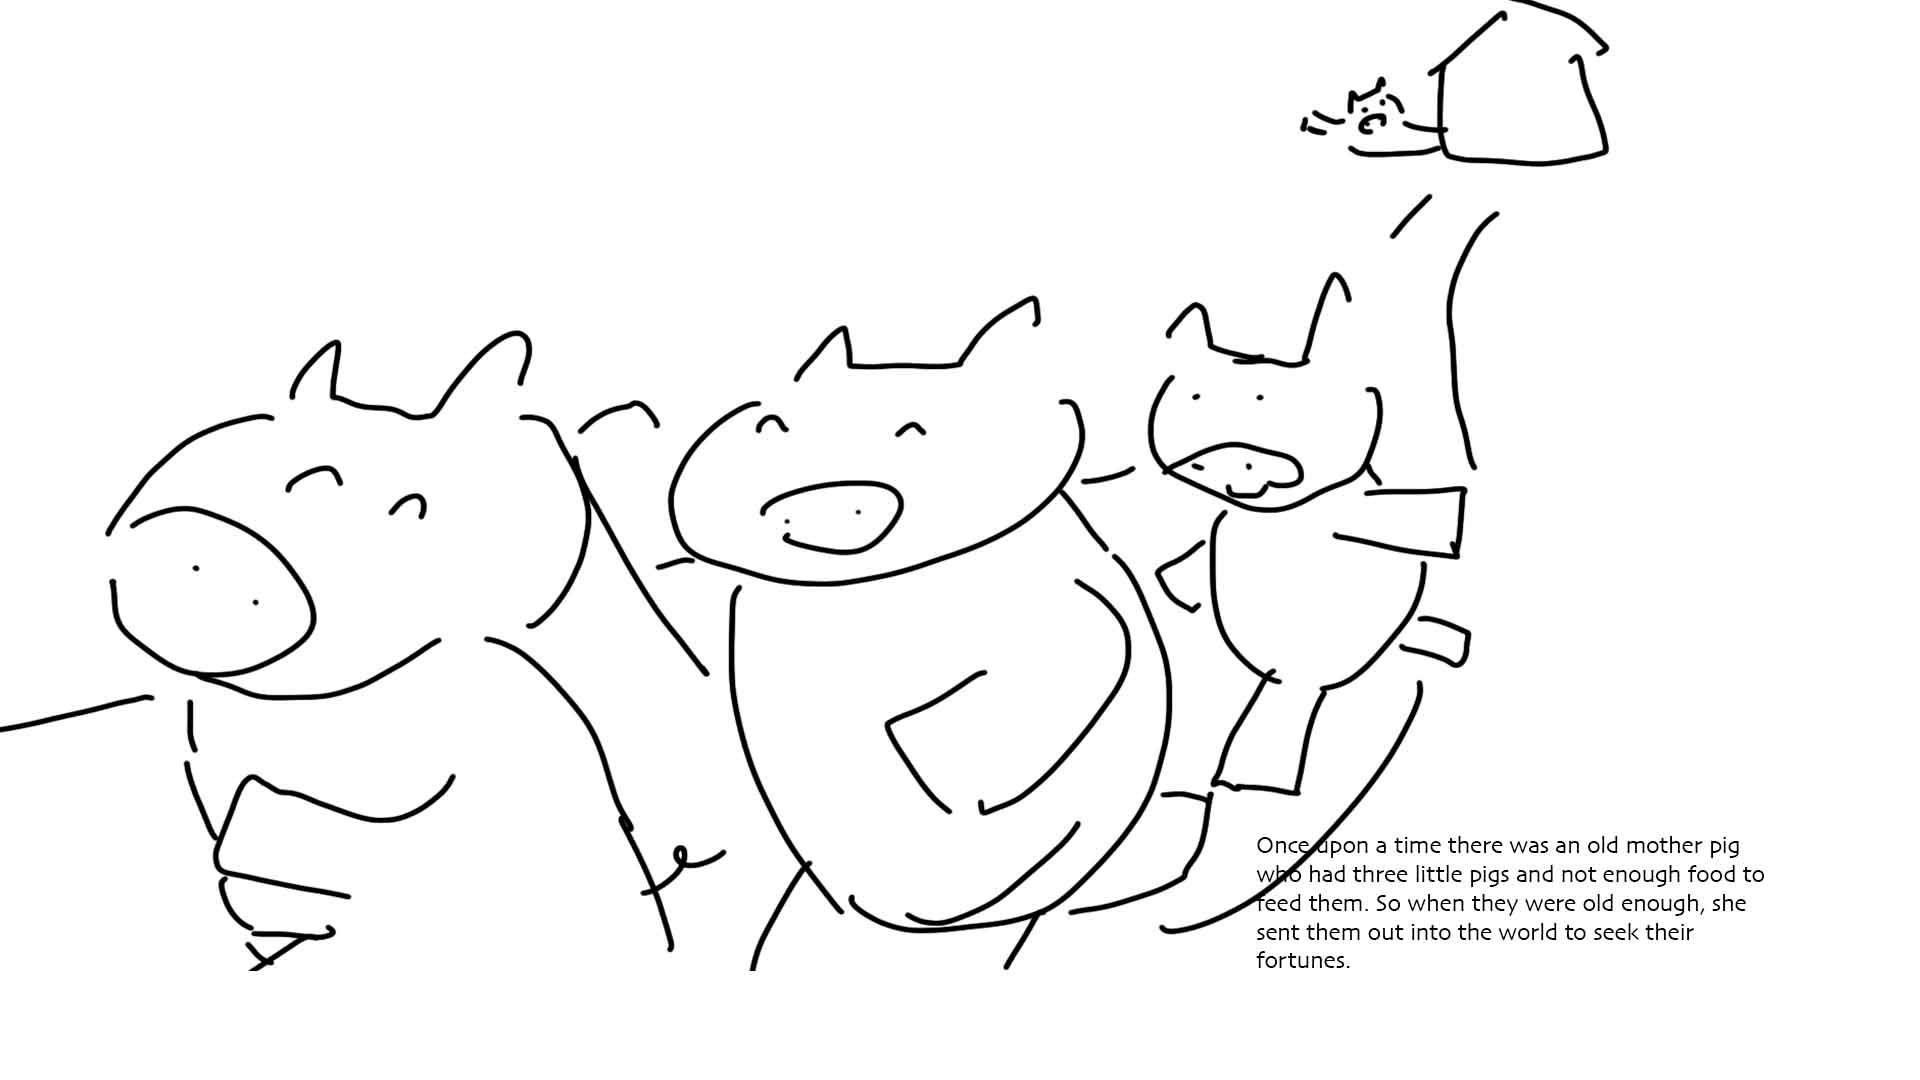 Once upon a time there was an old mother pig
who had three little pigs and not enough food to
feed them. So when they were old enough, she
sent them out into the world to seek their
fortunes.